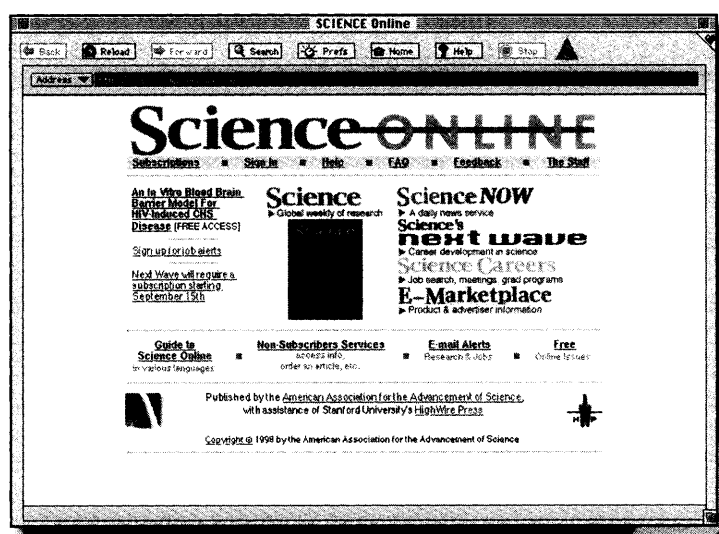 SCIENCE Online
Back Reload Forward Search Prefs Home Help Stop
Address
Science ONLINE
Subscriptions ■ Sign In ■ Help ■ FAQ ■ Feedback ■ The Staff
An In Vitro Blood Brain
Barrier Model For
HIV-Induced CNS
Disease [FREE ACCESS]
Sign up for job alerts
Next Wave will require a
subscription starting
September 15th
Science
▶ Global weekly of research
ScienceNOW
▶ A daily news service
Science's
next wave
▶ Career development in science
Science Careers
▶ Job search, meetings, grad programs
E-Marketplace
▶ Product & advertiser information
Guide to
Science Online
in various languages
■ Non-Subscribers Services
access info,
order an article, etc.
■ E-mail Alerts
Research & Jobs
■ Free
Online Issues
Published by the American Association for the Advancement of Science,
with assistance of Stanford University's HighWire Press
H P
Copyright © 1998 by the American Association for the Advancement of Science